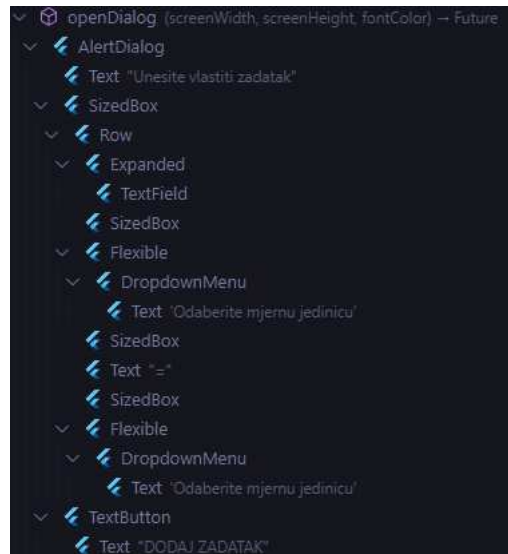 openDialog (screenWidth, screenHeight, fontColor) → Future
AlertDialog
Text "Unesite vlastiti zadatak"
SizedBox
Row
Expanded
TextField
SizedBox
Flexible
DropdownMenu
Text 'Odaberite mjernu jedinicu'
SizedBox
Text "="
SizedBox
Flexible
DropdownMenu
Text 'Odaberite mjernu jedinicu'
TextButton
Text "DODAJ ZADATAK"